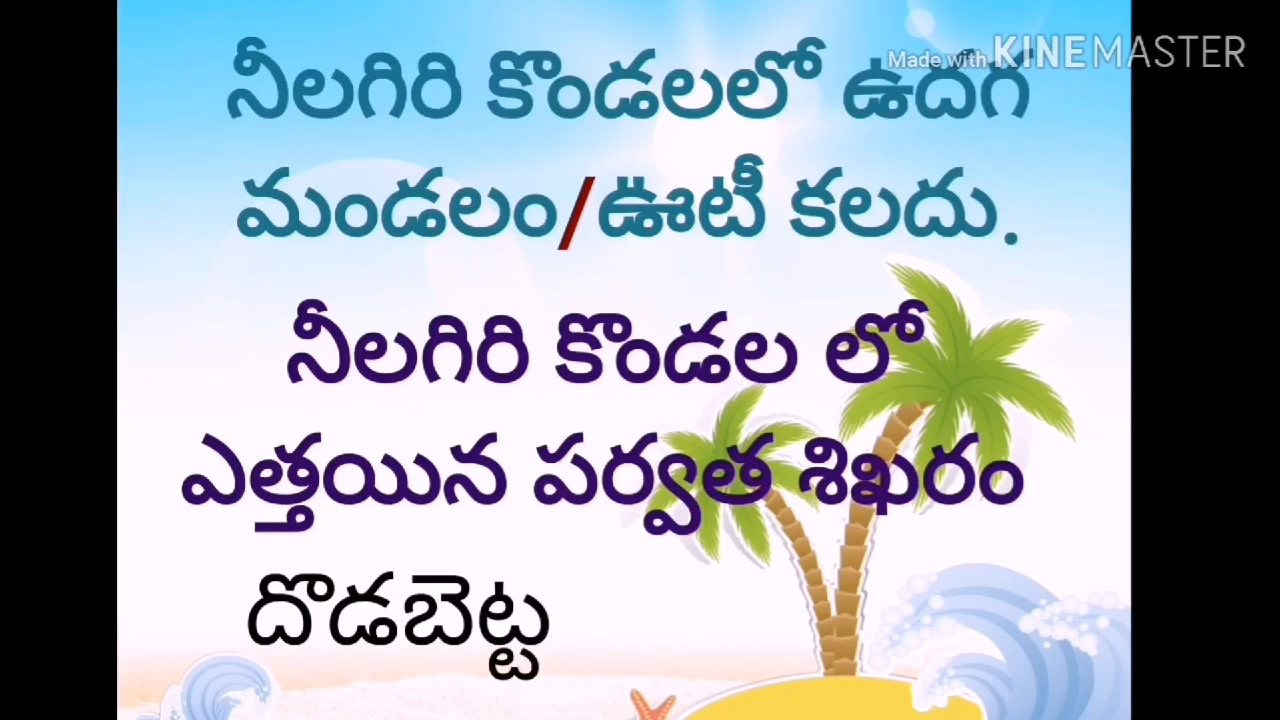 Made with KINEMASTER
నీలగిరి కొండలలో ఉదగ
మండలం/ఊటీ కలదు.
నీలగిరి కొండల లో
ఎత్తయిన పర్వత శిఖరం
దొడబెట్ట